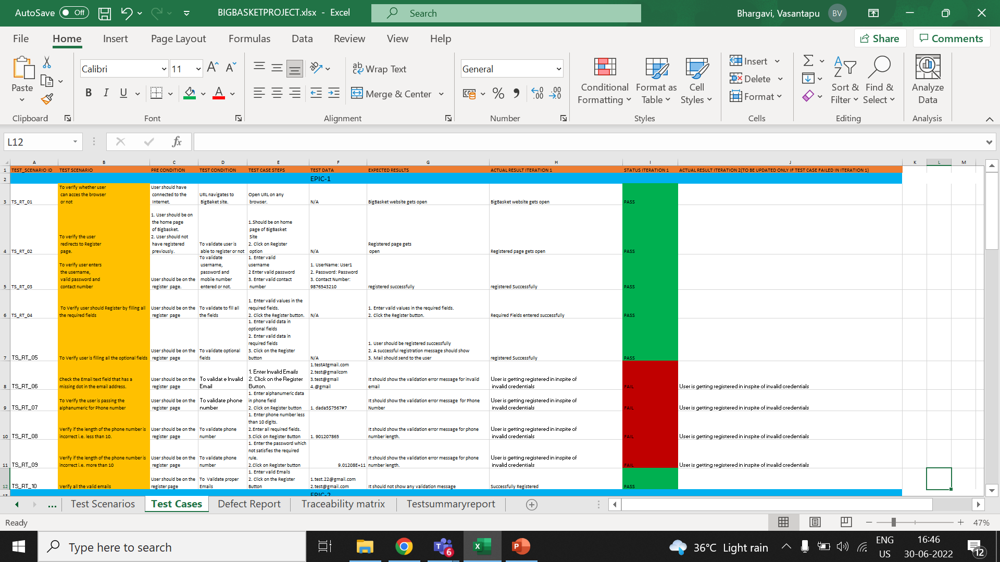 AutoSave Off BIGBASKETPROJECT.xlsx - Excel Search Bhargavi, Vasantapu BV
File Home Insert Page Layout Formulas Data Review View Help Share Comments
Paste Calibri 11 Wrap Text General Conditional Formatting Format as Table Cell Styles Insert Sort & Filter Find & Select Analyze Data
B I U Merge & Center % Delete Format
Clipboard Font Alignment Number Styles Cells Editing Analysis
L12 fx
A B C D E F G H I J K L M
1 TEST_SCENARIO ID TEST SCENARIO PRE CONDITION TEST CONDITION TEST CASE STEPS TEST DATA EXPECTED RESULTS ACTUAL RESULT ITERATION 1 STATUS ITERATION 1 ACTUAL RESULT ITERATION 2(TO BE UPDATED ONLY IF TEST CASE FAILED IN ITERATION 1)
2 EPIC-1
3 TS_RT_01
To verify whether user
can acces the browser
or not
User should have
connected to the
Internet.
URL navigates to
BigBaket site.
Open URL on any
browser.
N/A
BigBasket website gets open
BigBasket website gets open
PASS
4 TS_RT_02
To verify the user
redirects to Register
page.
1. User should be on
the home page
of Bigbasket.
2. User should not
have registered
previously.
To validate user is
able to register or not
1.Should be on home
page of BigBasket
Site
2. Click on Register
option
N/A
Registered page gets
open
Registered page gets open
PASS
5 TS_RT_03
To verify user enters
the username,
valid password and
contact number
User should be on the
register page.
To validate
username,
password and
mobile number
entered or not.
1. Enter valid
username
2 Enter valid password
3. Enter valid contact
number
1. UserName: User1
2. Password: Password
3. Contact Number:
9876543210
registered successfully
registered Successfully
PASS
6 TS_RT_04
To Verify user should Register by filling all
the required fields
User should be on the
register page
To validate to fill all
the fields
1. Enter valid values in the
required fields.
2. Click the Register button.
N/A
1. Enter valid values in the required fields.
2. Click the Register button.
Required Fields entered successfully
PASS
7 TS_RT_05
To Verify user is filling all the optional fields
User should be on the
register page
To validate optional
fields
1. Enter valid data in
optional fields
2. Enter valid data in
required fields
3. Click on the Register
button
N/A
1. User should be registered successfully
2. A successful registration message should show
3. Mail should send to the user
registered Successfully
PASS
8 TS_RT_06
Check the Email text field that has a
missing dot in the email address.
User should be on the
register page
To validat e Invalid
Email
1. Enter Invalid Emails
2. Click on the Register
Button.
1.testAtgmail.com
2.test@gmailcom
3.test@gmail
4.@gmail
It should show the validation error message for invalid
email
User is getting registered in inspite of
invalid credentials
FAIL
User is getting registered in inspite of invalid credentials
9 TS_RT_07
To Verify the user is passing the
alphanumeric for Phone number
User should be on the
register page
To validate phone
number
1. Enter alphanumeric data
in phone field
2. Click on Register button
1. dada5$7567#7
It should show the validation error message for Phone
Number
User is getting registered in inspite of
invalid credentials
FAIL
User is getting registered in inspite of invalid credentials
10 TS_RT_08
Verify if the length of the phone number is
incorrect i.e. less than 10.
User should be on the
register page
To validate phone
number
1. Enter phone number less
than 10 digits.
2.Enter all required fields.
3.Click on Register Button
1. 901207865
It should show the validation error message for phone
number length.
User is getting registered in inspite of
invalid credentials
FAIL
User is getting registered in inspite of invalid credentials
11 TS_RT_09
Verify if the length of the phone number is
incorrect i.e. more than 10
User should be on the
register page
To validate phone
number
1. Enter the password which
not satisfies the required
rule.
2.Click on Register button
9.01208E+11
It should show the validation error message for phone
number length.
User is getting registered in inspite of
invalid credentials
FAIL
User is getting registered in inspite of invalid credentials
12 TS_RT_10
Verify all the valid emails
User should be on the
register page
To Validate proper
Emails
1. Enter valid Emails
2. Click on the Register
Button
1.test.22@gmail.com
2.test@gmail.com
It should not show any validation message
Successfully Registered
PASS
13 EPIC-2
... Test Scenarios Test Cases Defect Report Traceability matrix Testsummaryreport
Ready 47%
Type here to search 6 36°C Light rain ENG US 16:46 30-06-2022 12